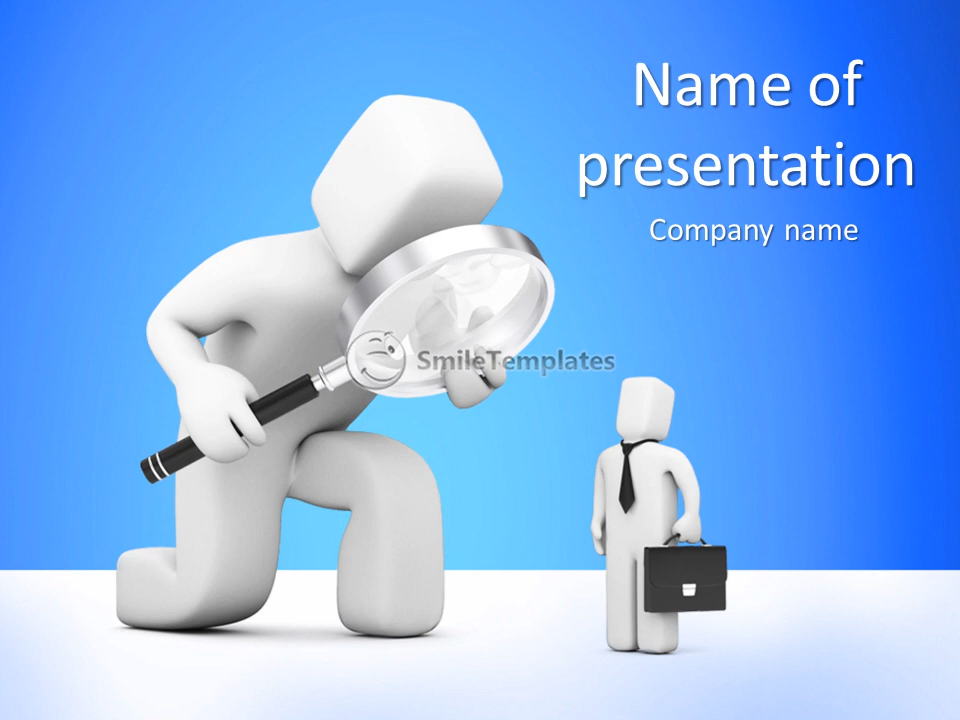 Name of
presentation
Company name
SmileTemplates